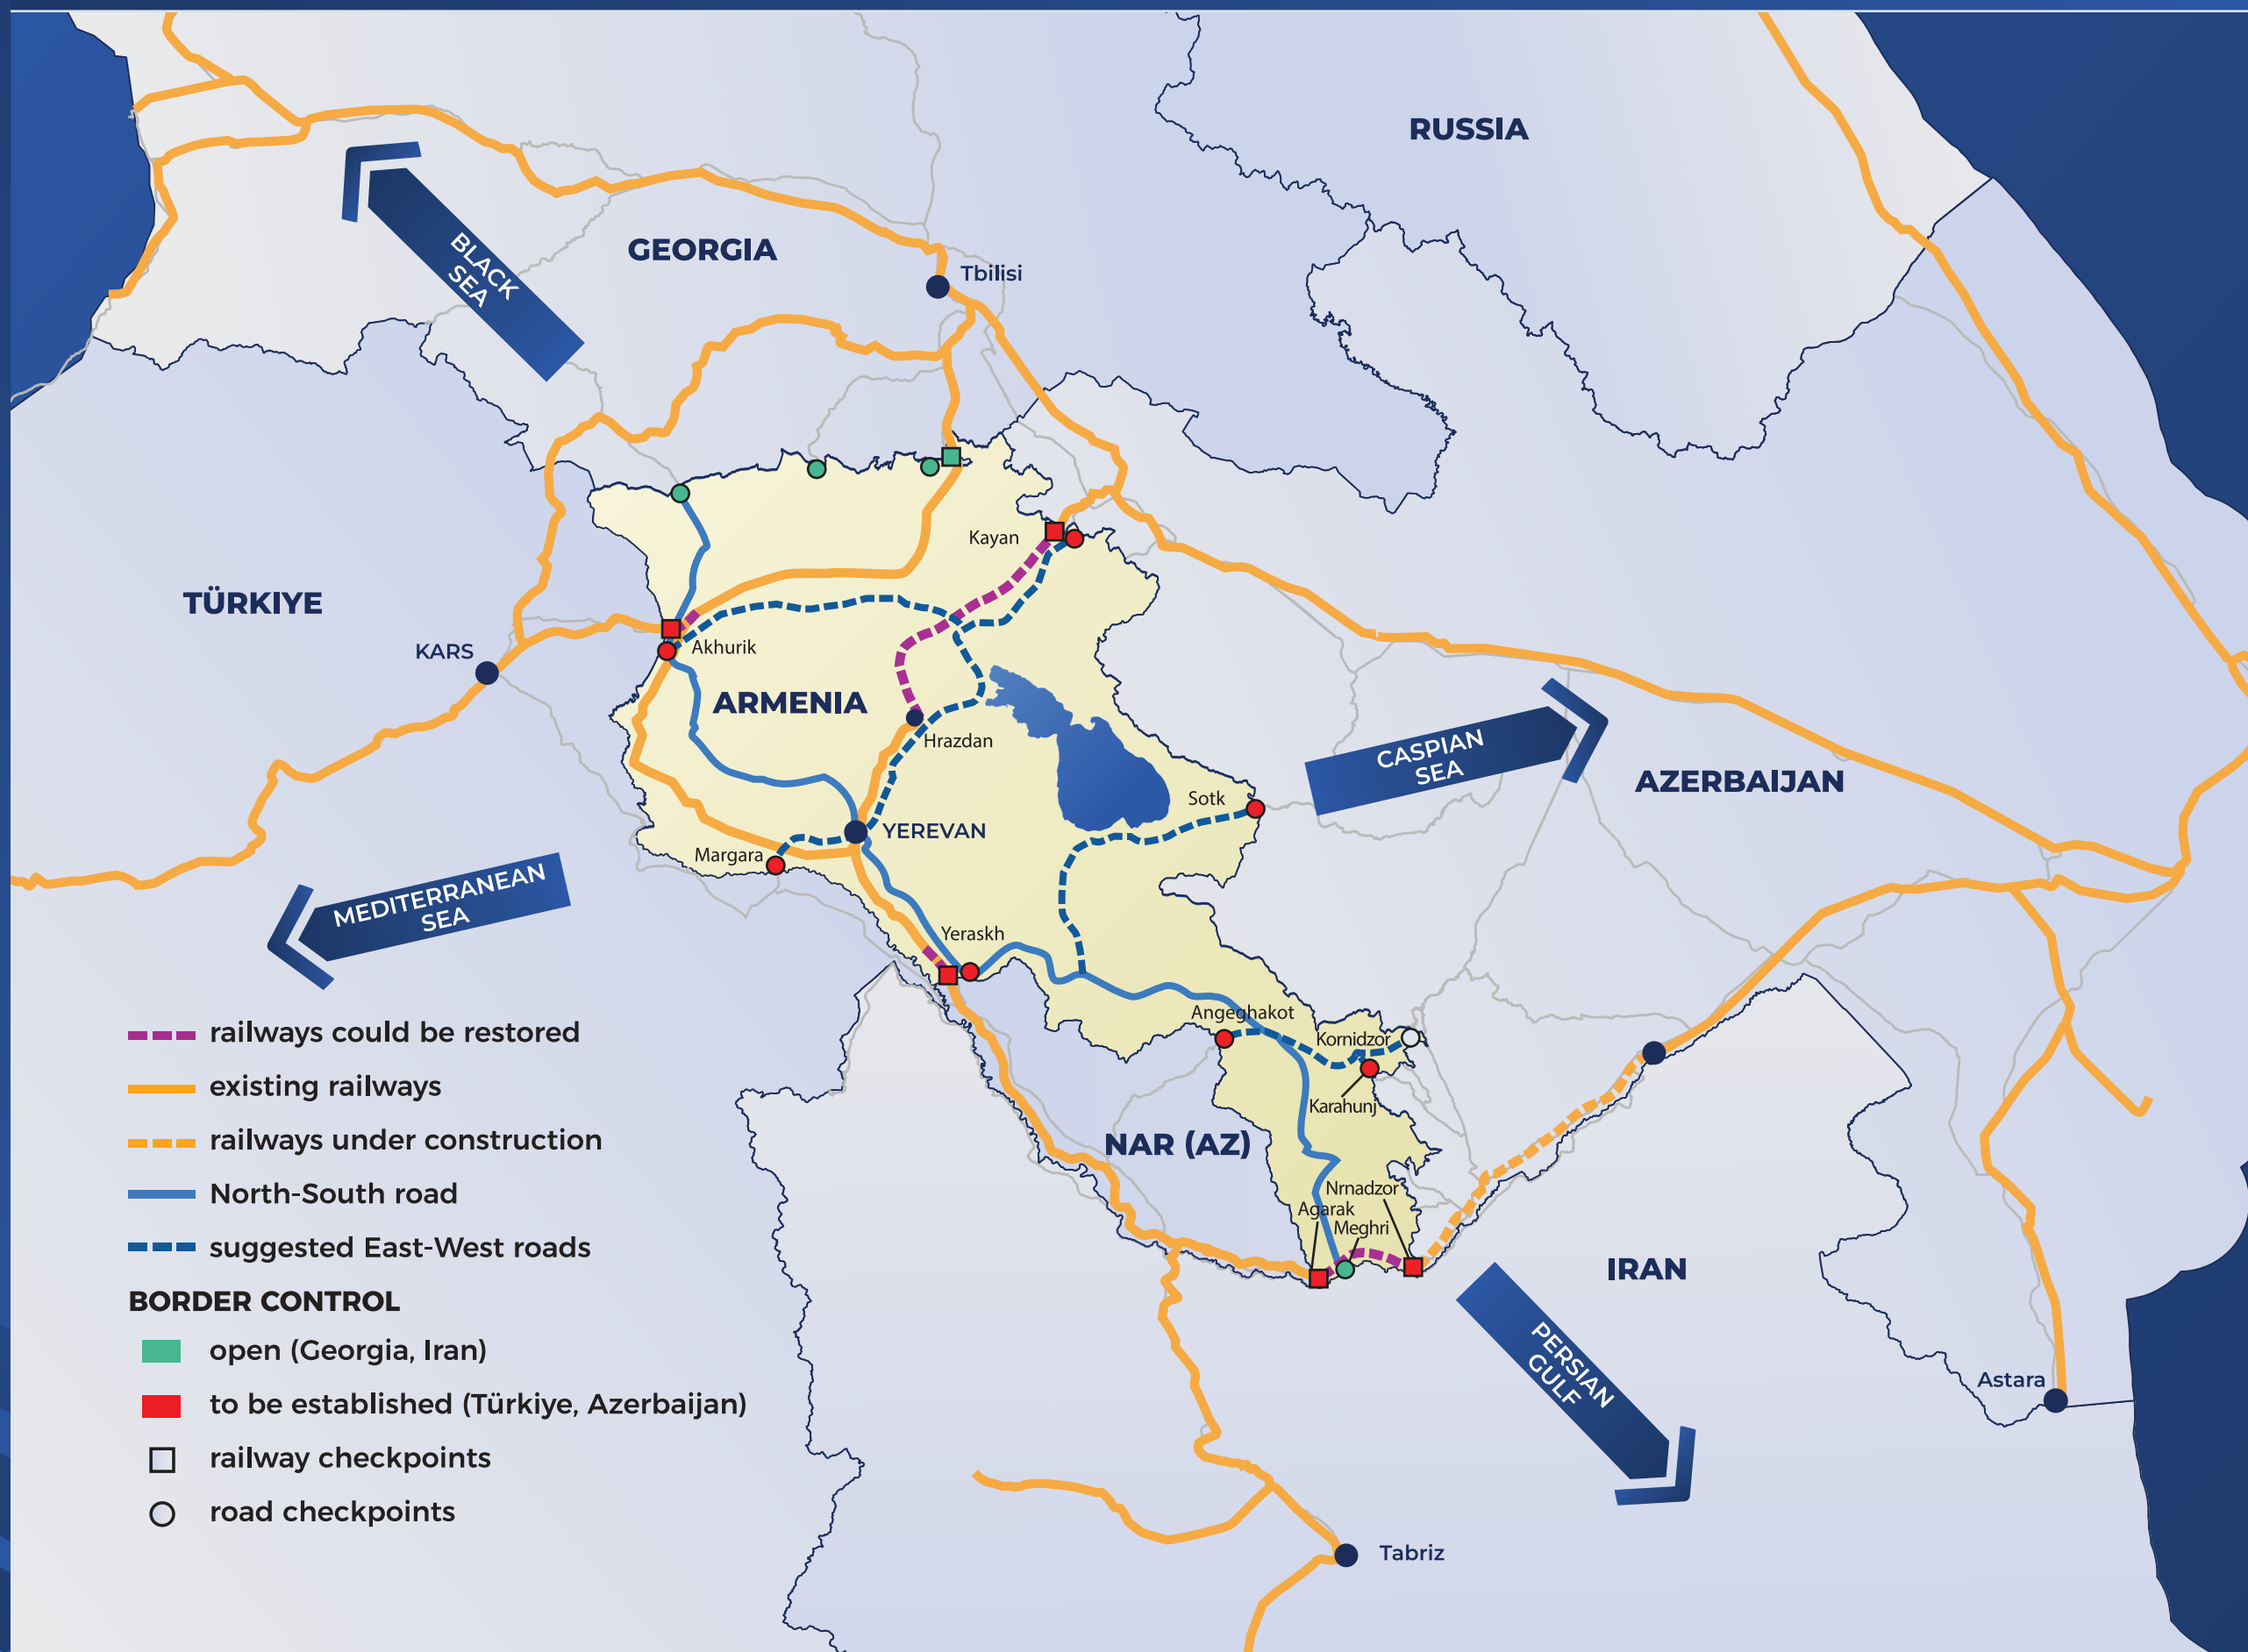 RUSSIA
GEORGIA
Tbilisi
BLACK
SEA
Kayan
TÜRKIYE
KARS
Akhurik
ARMENIA
Hrazdan
CASPIAN
SEA
AZERBAIJAN
Sotk
YEREVAN
Margara
MEDITERRANEAN
SEA
Yeraskh
Angeghakot
Kornidzor
Karahunj
NAR (AZ)
Nrnadzor
Agarak
Meghri
IRAN
PERSIAN
GULF
Astara
Tabriz
railways could be restored
existing railways
railways under construction
North-South road
suggested East-West roads
BORDER CONTROL
open (Georgia, Iran)
to be established (Türkiye, Azerbaijan)
railway checkpoints
road checkpoints